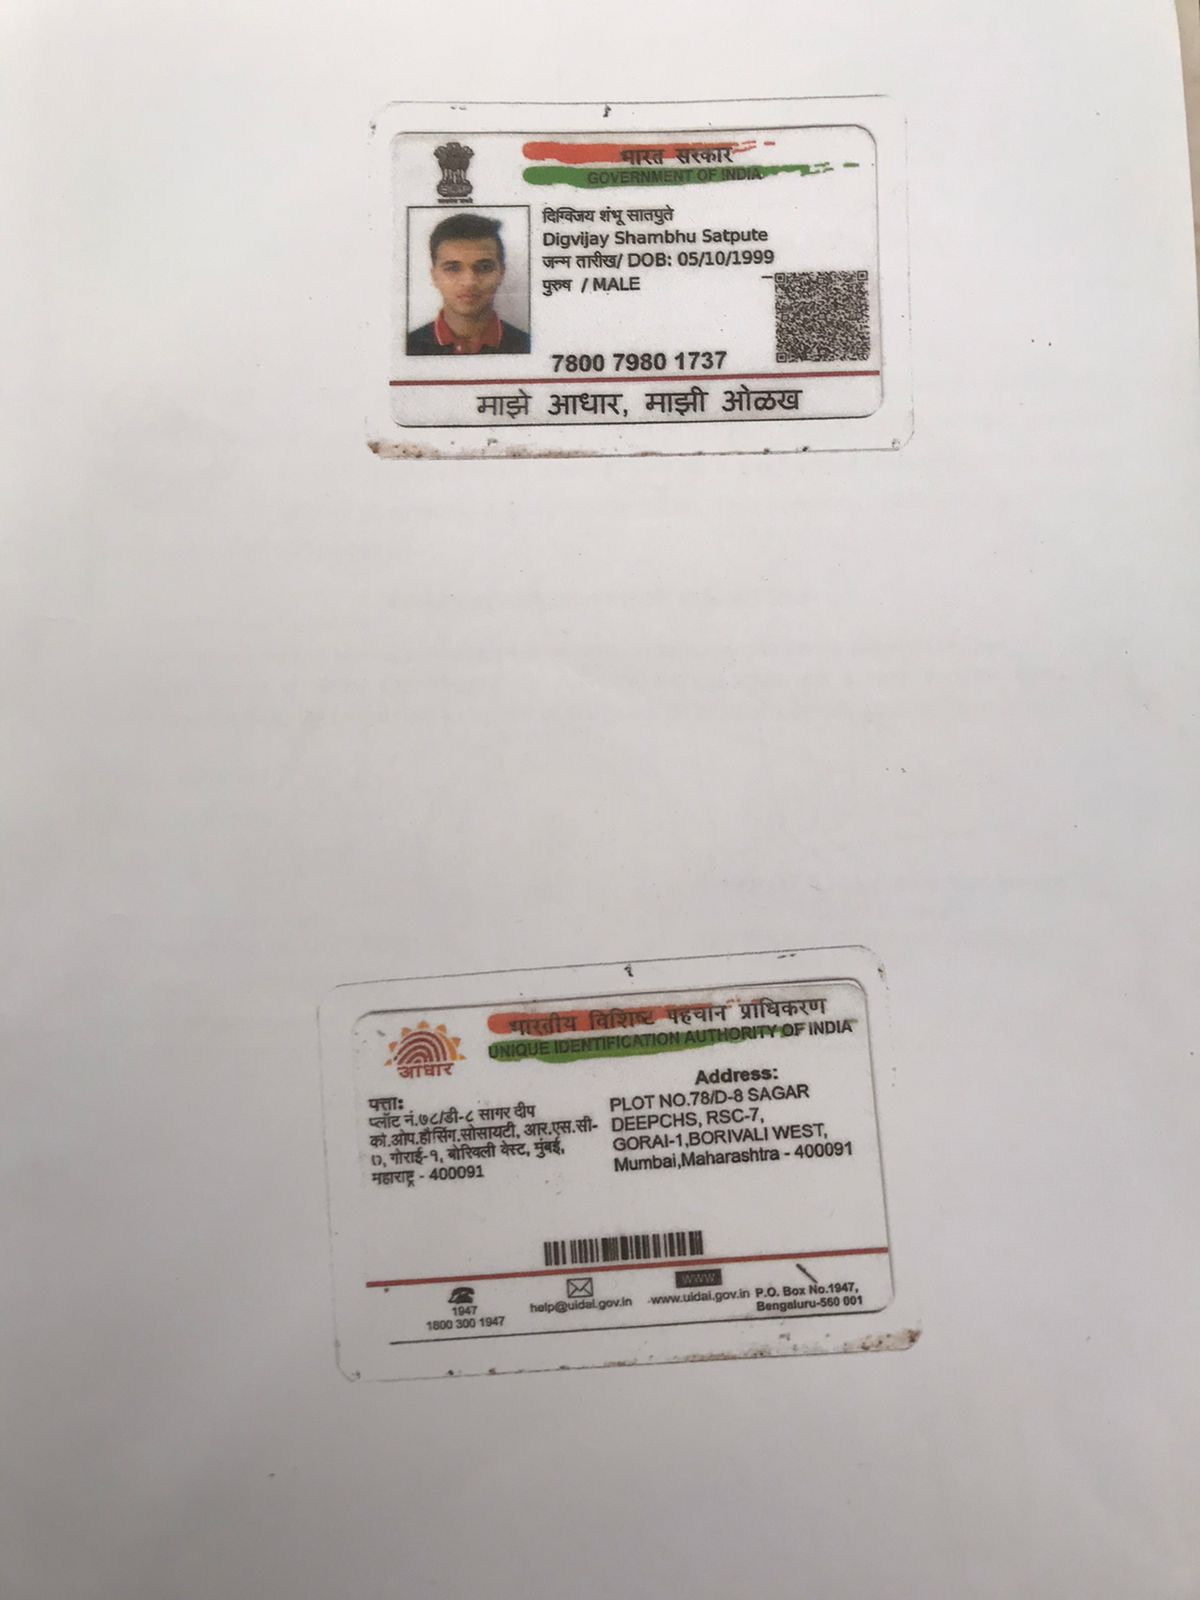 भारत सरकार
GOVERNMENT OF INDIA
दिग्विजय शंभू सातपुते
Digvijay Shambhu Satpute
जन्म तारीख/ DOB: 05/10/1999
पुरुष / MALE
7800 7980 1737
माझे आधार, माझी ओळख
भारतीय विशिष्ट पहचान प्राधिकरण
UNIQUE IDENTIFICATION AUTHORITY OF INDIA
आधार
पत्ता:
प्लॉट नं.७८/डी-८ सागर दीप
को.ओप.हौसिंग.सोसायटी, आर.एस.सी-
७, गोराई-१, बोरिवली वेस्ट, मुंबई,
महाराष्ट्र - 400091
Address:
PLOT NO.78/D-8 SAGAR
DEEPCHS, RSC-7,
GORAI-1,BORIVALI WEST,
Mumbai,Maharashtra - 400091
1947
1800 300 1947
help@uidai.gov.in
www
www.uidai.gov.in
P.O. Box No.1947,
Bengaluru-560 001